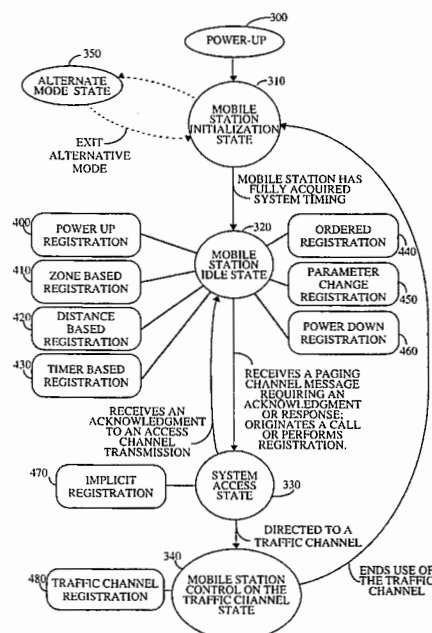 300
POWER-UP
350
ALTERNATE
MODE STATE
310
MOBILE
STATION
INITIALIZATION
STATE
EXIT
ALTERNATIVE
MODE
MOBILE STATION HAS
FULLY ACQUIRED
SYSTEM TIMING
320
MOBILE
STATION
IDLE STATE
400
POWER UP
REGISTRATION
410
ZONE BASED
REGISTRATION
420
DISTANCE
BASED
REGISTRATION
430
TIMER BASED
REGISTRATION
ORDERED
REGISTRATION
440
PARAMETER
CHANGE
REGISTRATION
450
POWER DOWN
REGISTRATION
460
RECEIVES AN
ACKNOWLEDGMENT
TO AN ACCESS
CHANNEL
TRANSMISSION
RECEIVES A PAGING
CHANNEL MESSAGE
REQUIRING AN
ACKNOWLEDGMENT
OR RESPONSE;
ORIGINATES A CALL
OR PERFORMS
REGISTRATION.
470
IMPLICIT
REGISTRATION
SYSTEM
ACCESS
STATE
330
DIRECTED TO A
TRAFFIC CHANNEL
340
MOBILE STATION
CONTROL ON THE
TRAFFIC CHANNEL
STATE
480
TRAFFIC CHANNEL
REGISTRATION
ENDS USE OF
THE TRAFFIC
CHANNEL